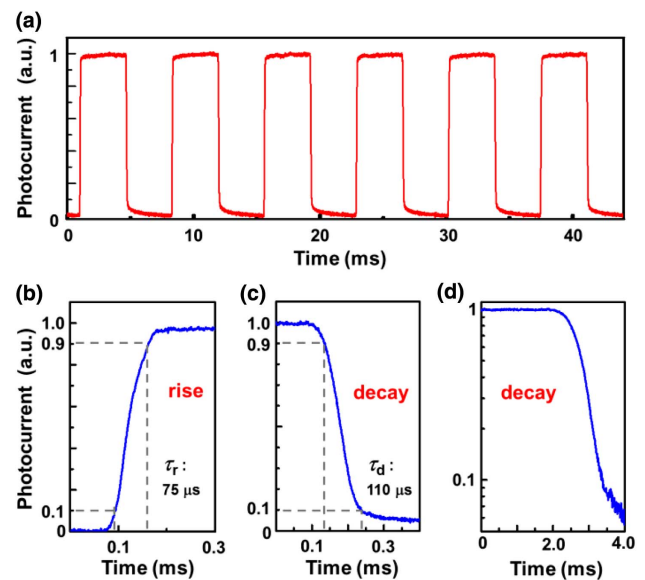 (a)
Photocurrent (a.u.)
1
0
0 10 20 30 40
Time (ms)
(b)
Photocurrent (a.u.)
1.0
0.9
0.1
0
rise
τr :
75 μs
0.1 0.3
Time (ms)
(c)
1.0
0.9
0.1
0
decay
τd :
110 μs
0.1 0.3
Time (ms)
(d)
1
0.1
decay
0 2.0 4.0
Time (ms)